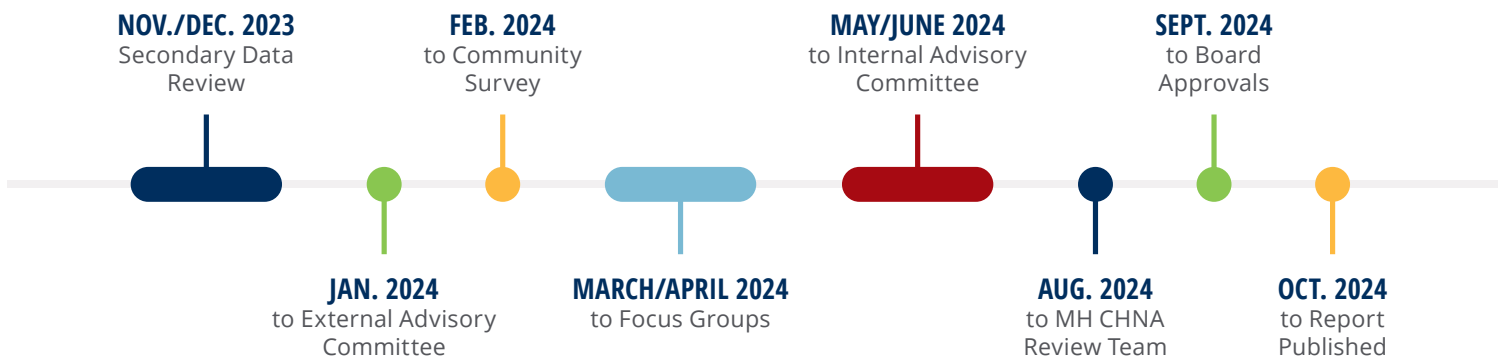 NOV./DEC. 2023
Secondary Data
Review
JAN. 2024
to External Advisory
Committee
FEB. 2024
to Community
Survey
MARCH/APRIL 2024
to Focus Groups
MAY/JUNE 2024
to Internal Advisory
Committee
AUG. 2024
to MH CHNA
Review Team
SEPT. 2024
to Board
Approvals
OCT. 2024
to Report
Published